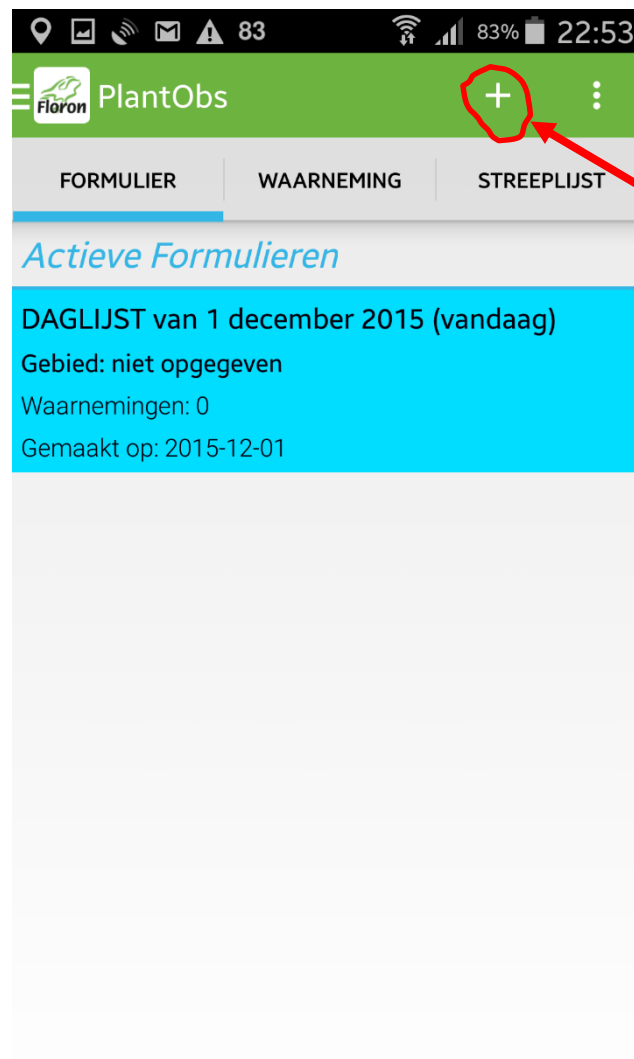 83 83% 22:53
Floron PlantObs
FORMULIER WAARNEMING STREEPLIJST
Actieve Formulieren
DAGLIJST van 1 december 2015 (vandaag)
Gebied: niet opgegeven
Waarnemingen: 0
Gemaakt op: 2015-12-01